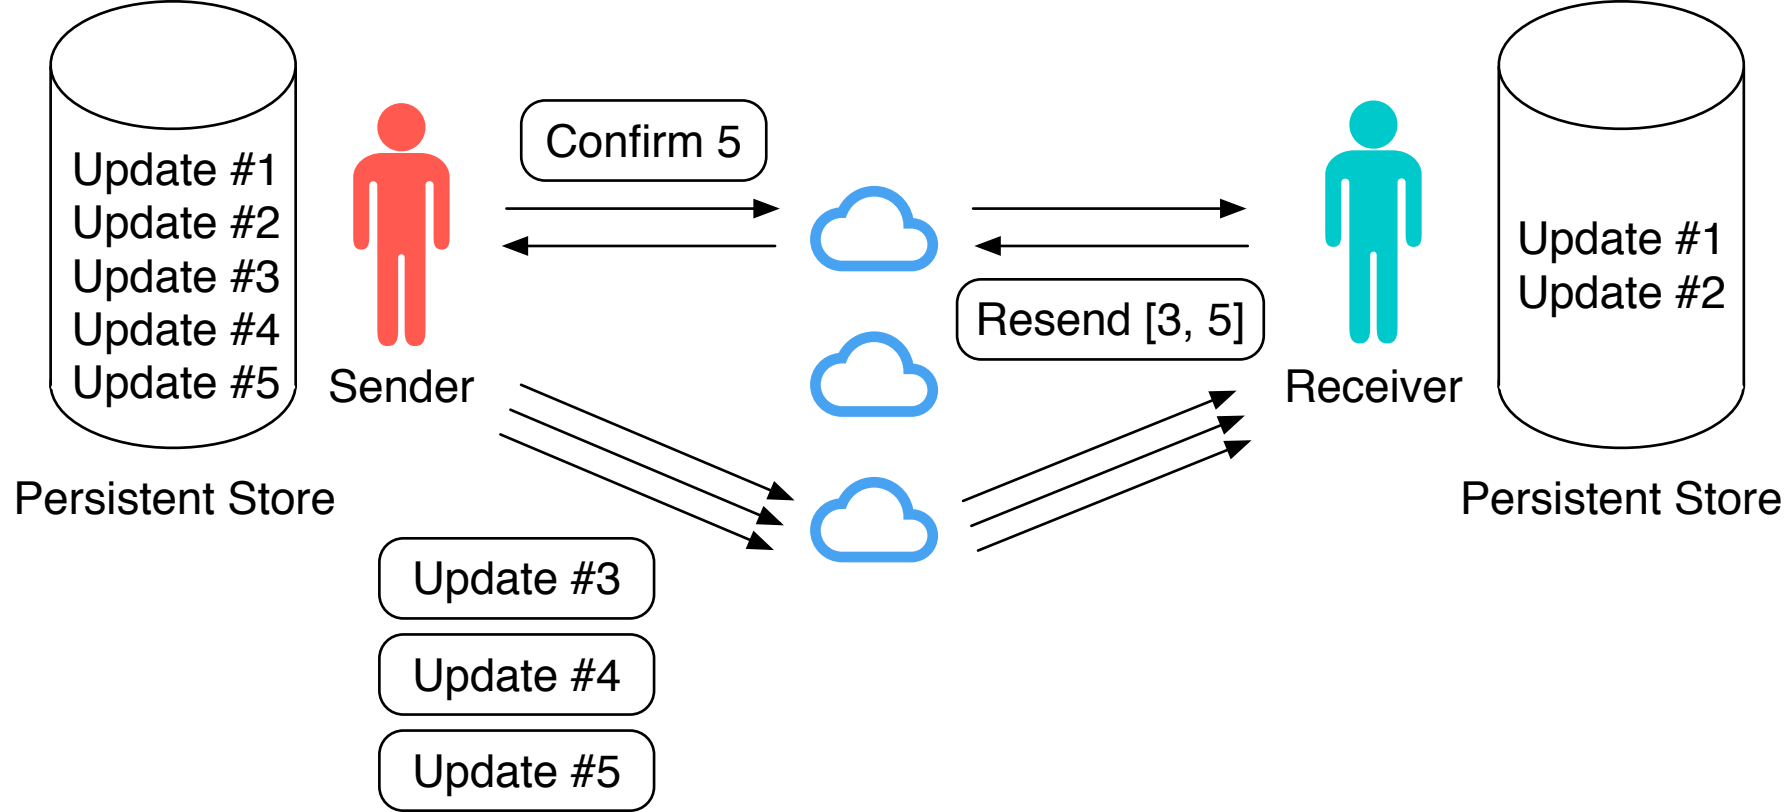 Update #1
Update #2
Update #3
Update #4
Update #5
Persistent Store
Sender
Confirm 5
Resend [3, 5]
Receiver
Update #1
Update #2
Persistent Store
Update #3
Update #4
Update #5